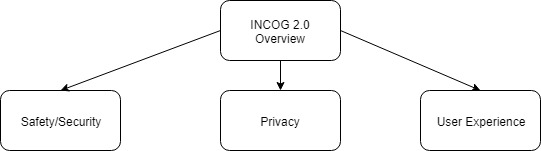 INCOG 2.0
Overview
Safety/Security
Privacy
User Experience